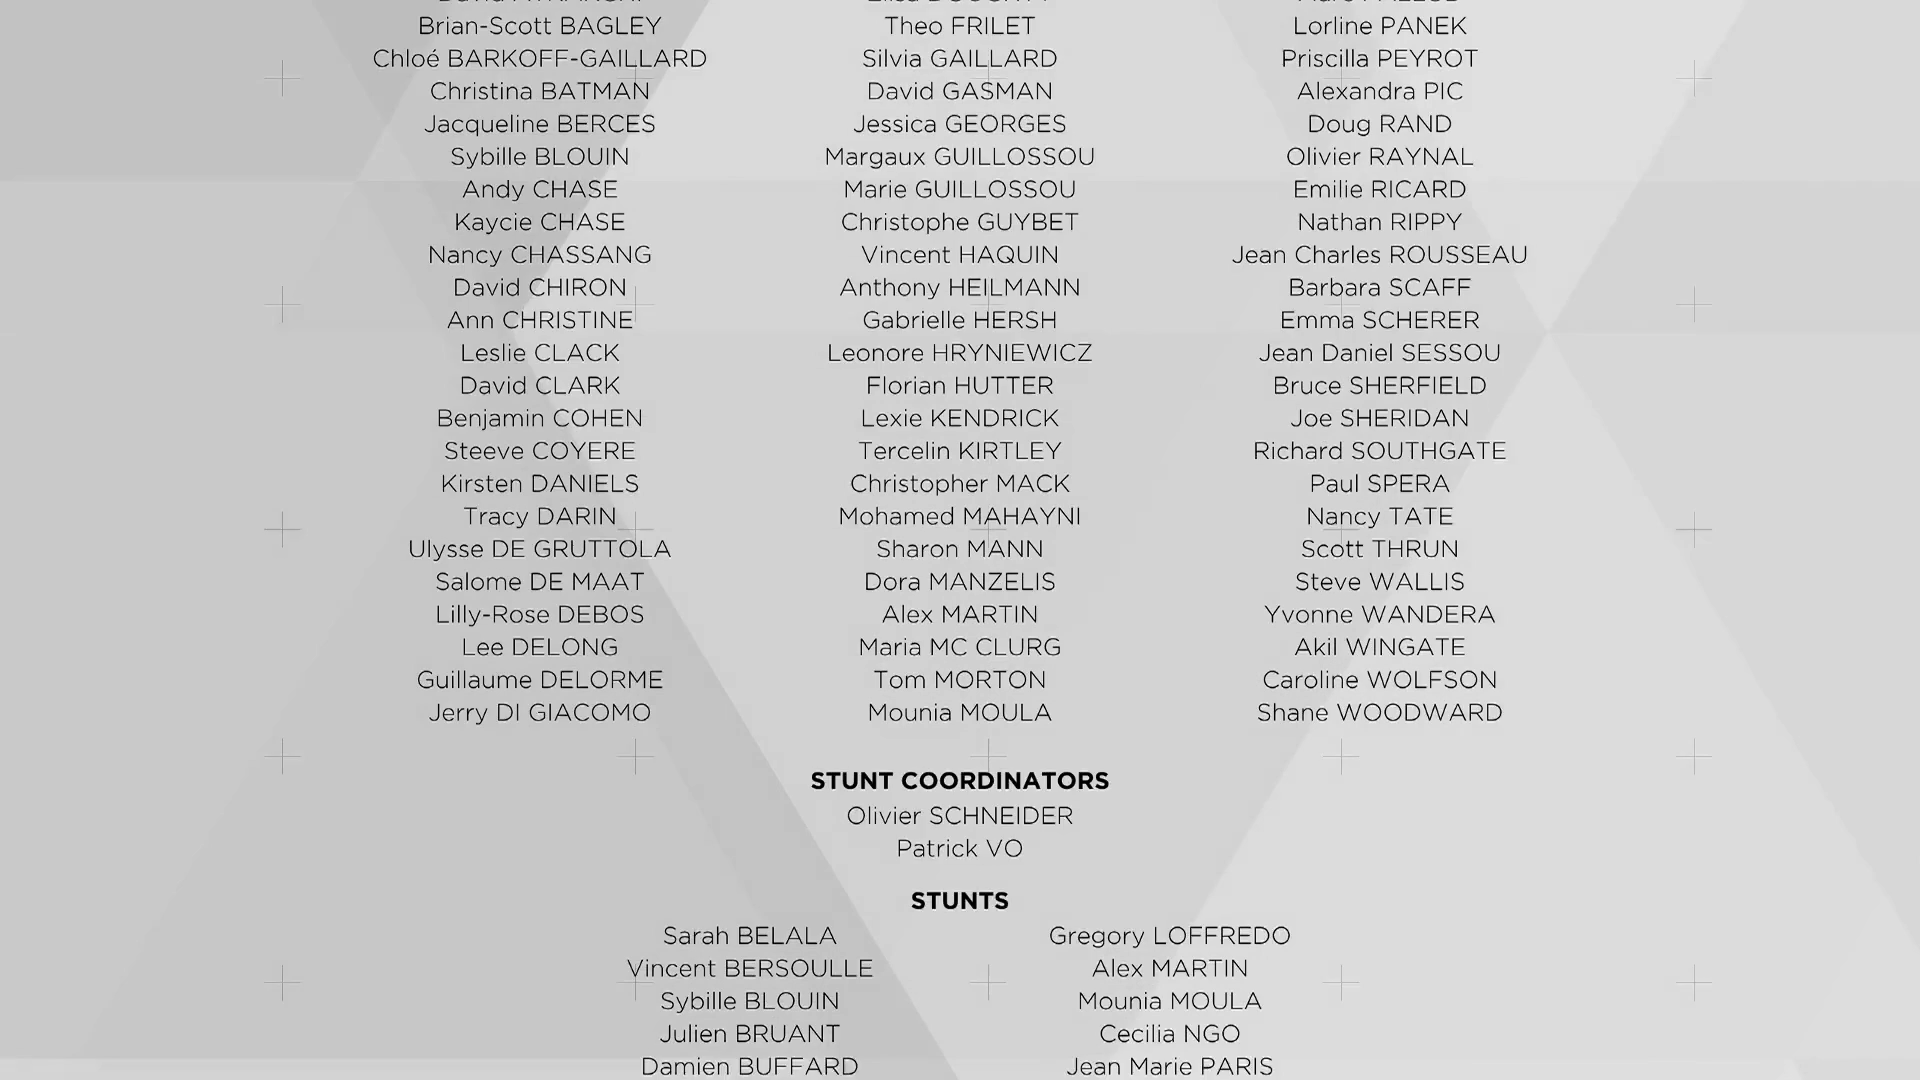 Brian-Scott BAGLEY
Chloé BARKOFF-GAILLARD
Christina BATMAN
Jacqueline BERCES
Sybille BLOUIN
Andy CHASE
Kaycie CHASE
Nancy CHASSANG
David CHIRON
Ann CHRISTINE
Leslie CLACK
David CLARK
Benjamin COHEN
Steeve COYERE
Kirsten DANIELS
Tracy DARIN
Ulysse DE GRUTTOLA
Salome DE MAAT
Lilly-Rose DEBOS
Lee DELONG
Guillaume DELORME
Jerry DI GIACOMO
Theo FRILET
Silvia GAILLARD
David GASMAN
Jessica GEORGES
Margaux GUILLOSSOU
Marie GUILLOSSOU
Christophe GUYBET
Vincent HAQUIN
Anthony HEILMANN
Gabrielle HERSH
Leonore HRYNIEWICZ
Florian HUTTER
Lexie KENDRICK
Tercelin KIRTLEY
Christopher MACK
Mohamed MAHAYNI
Sharon MANN
Dora MANZELIS
Alex MARTIN
Maria MC CLURG
Tom MORTON
Mounia MOULA
Lorline PANEK
Priscilla PEYROT
Alexandra PIC
Doug RAND
Olivier RAYNAL
Emilie RICARD
Nathan RIPPY
Jean Charles ROUSSEAU
Barbara SCAFF
Emma SCHERER
Jean Daniel SESSOU
Bruce SHERFIELD
Joe SHERIDAN
Richard SOUTHGATE
Paul SPERA
Nancy TATE
Scott THRUN
Steve WALLIS
Yvonne WANDERA
Akil WINGATE
Caroline WOLFSON
Shane WOODWARD
STUNT COORDINATORS
Olivier SCHNEIDER
Patrick VO
STUNTS
Sarah BELALA
Vincent BERSOULLE
Sybille BLOUIN
Julien BRUANT
Damien BUFFARD
Gregory LOFFREDO
Alex MARTIN
Mounia MOULA
Cecilia NGO
Jean Marie PARIS